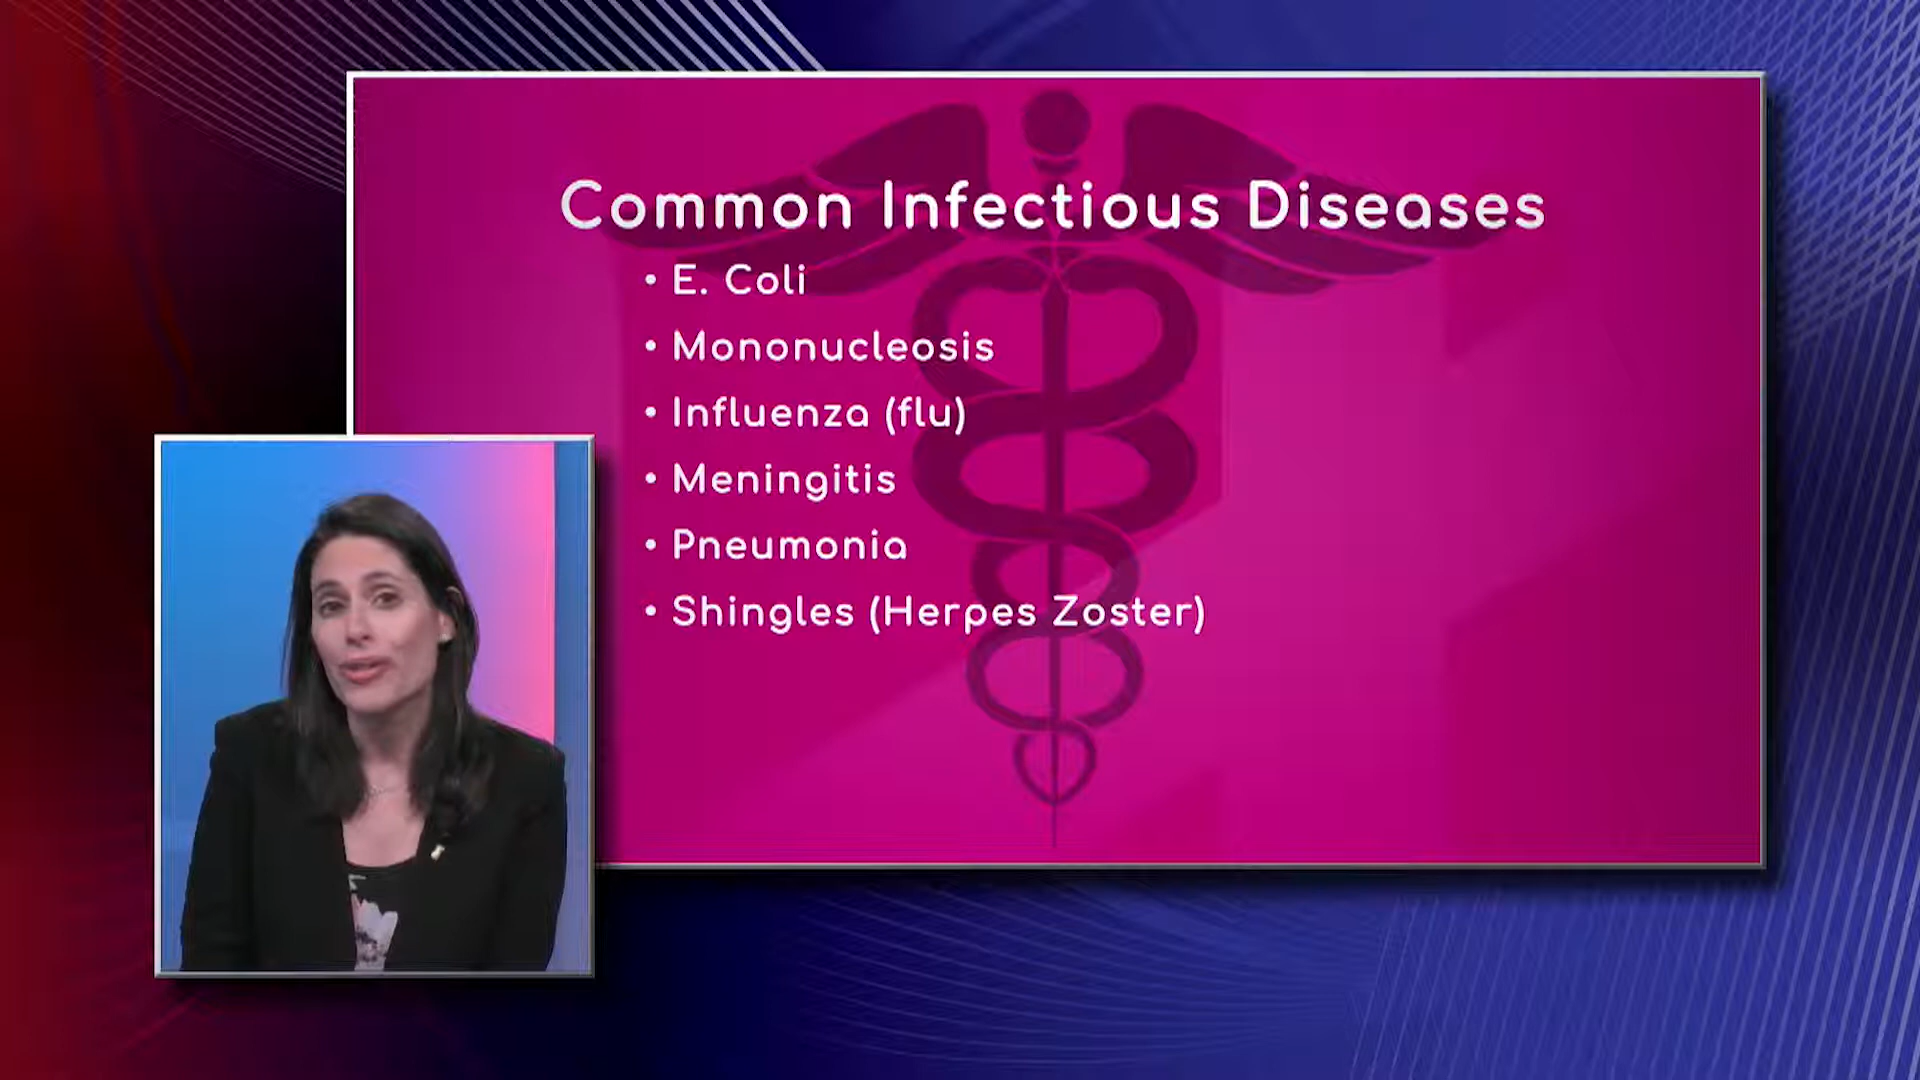 Common Infectious Diseases
• E. Coli
• Mononucleosis
• Influenza (flu)
• Meningitis
• Pneumonia
• Shingles (Herpes Zoster)